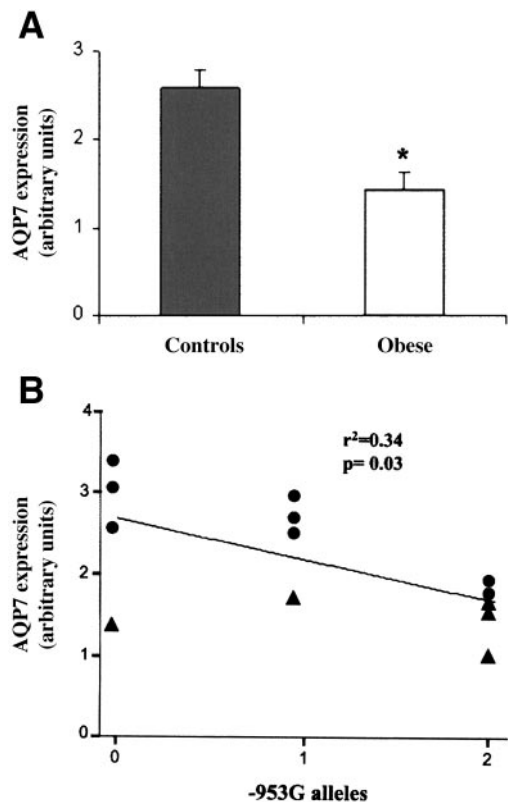 A
AQP7 expression
(arbitrary units)
3
2
1
0
*
Controls
Obese
B
AQP7 expression
(arbitrary units)
4
3
2
1
0
r²=0.34
p= 0.03
0
1
2
-953G alleles